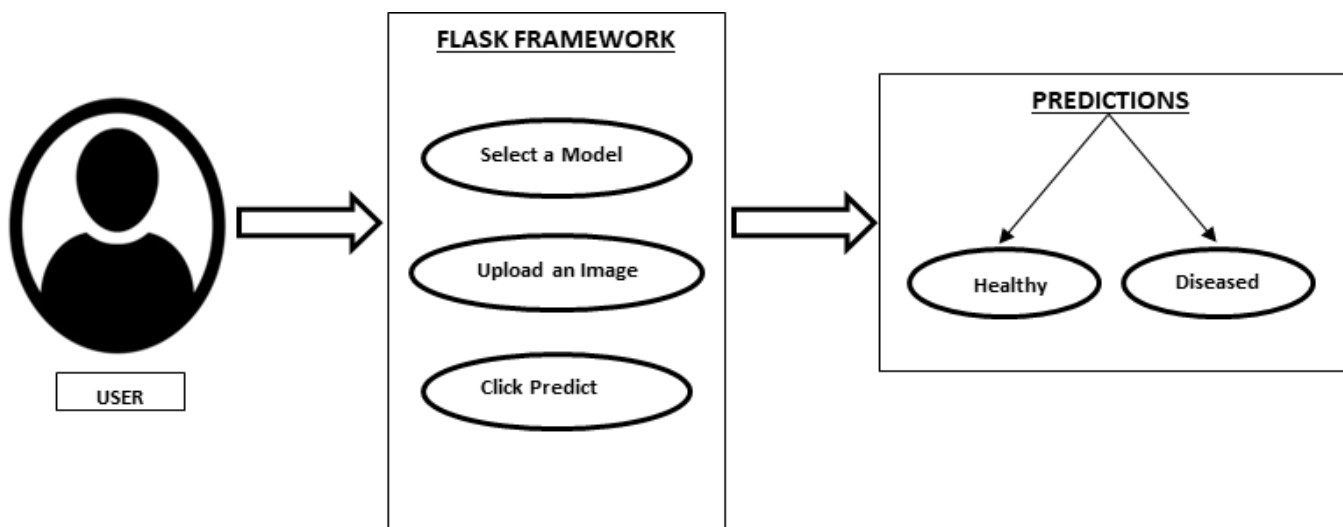 FLASK FRAMEWORK
Select a Model
Upload an Image
Click Predict
USER
PREDICTIONS
Healthy
Diseased